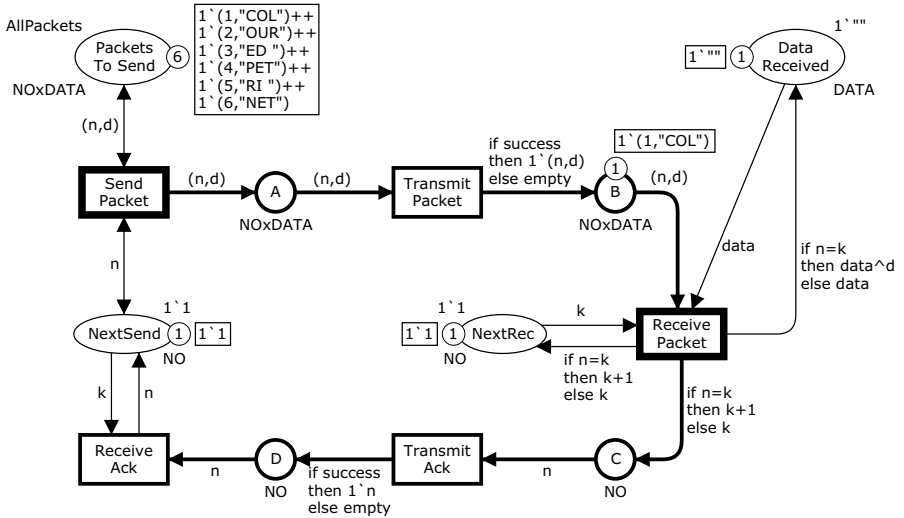 AllPackets
Packets
To Send
6
1`(1,"COL")++
1`(2,"OUR")++
1`(3,"ED ")++
1`(4,"PET")++
1`(5,"RI ")++
1`(6,"NET")
NOxDATA
1`""
1`""
1
Data
Received
DATA
(n,d)
Send
Packet
(n,d)
A
NOxDATA
(n,d)
Transmit
Packet
if success
then 1`(n,d)
else empty
1`(1,"COL")
1
B
NOxDATA
(n,d)
data
if n=k
then data^d
else data
n
1`1
NextSend
1
1`1
NO
1`1
1`1
1
NextRec
NO
k
if n=k
then k+1
else k
Receive
Packet
if n=k
then k+1
else k
k
n
Receive
Ack
n
D
NO
if success
then 1`n
else empty
Transmit
Ack
n
C
NO